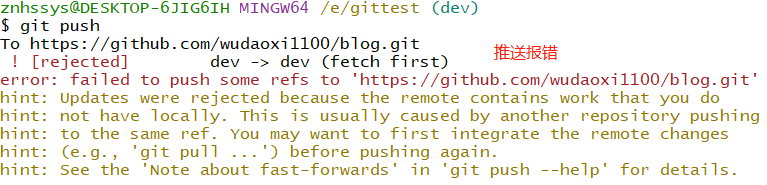 znhssys@DESKTOP-6JIG6IH MINGW64 /e/gittest (dev)
$ git push
To https://github.com/wudaoxi1100/blog.git
推送报错
! [rejected]        dev -> dev (fetch first)
error: failed to push some refs to 'https://github.com/wudaoxi1100/blog.git'
hint: Updates were rejected because the remote contains work that you do
hint: not have locally. This is usually caused by another repository pushing
hint: to the same ref. You may want to first integrate the remote changes
hint: (e.g., 'git pull ...') before pushing again.
hint: See the 'Note about fast-forwards' in 'git push --help' for details.